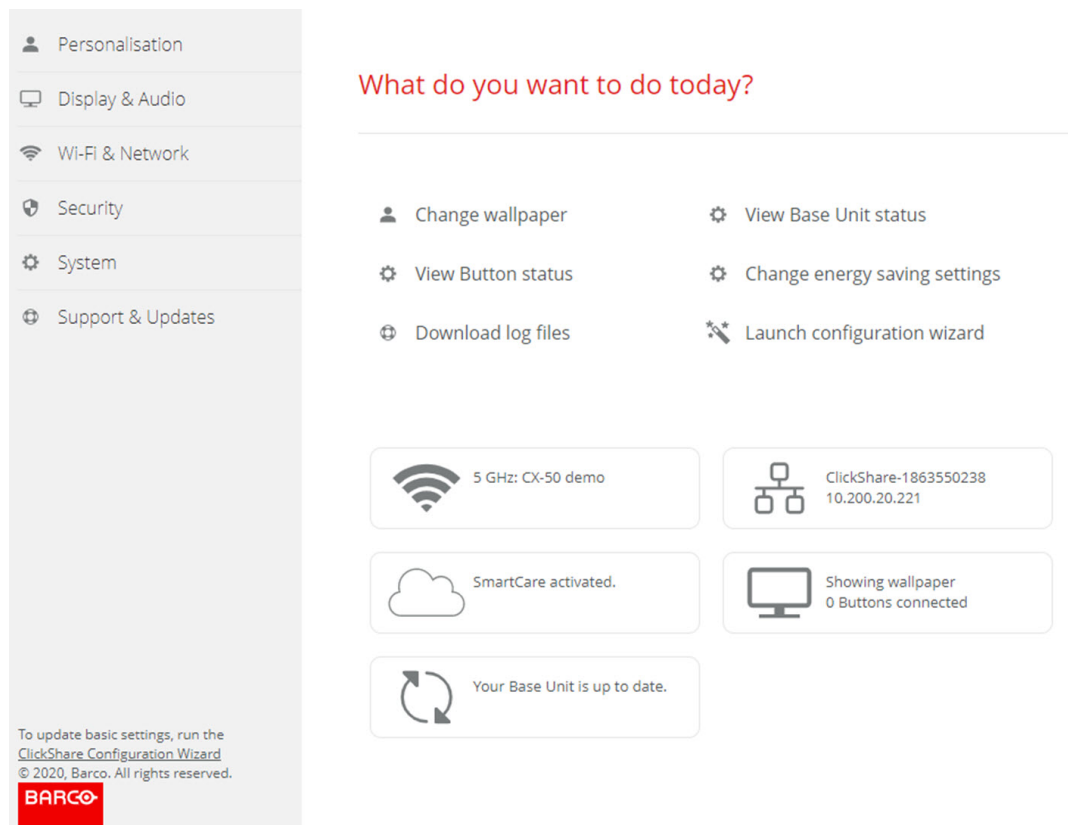 Personalisation
Display & Audio
Wi-Fi & Network
Security
System
Support & Updates
To update basic settings, run the
ClickShare Configuration Wizard
© 2020, Barco. All rights reserved.
BARCO
What do you want to do today?
Change wallpaper
View Base Unit status
View Button status
Change energy saving settings
Download log files
Launch configuration wizard
5 GHz: CX-50 demo
ClickShare-1863550238
10.200.20.221
SmartCare activated.
Showing wallpaper
0 Buttons connected
Your Base Unit is up to date.